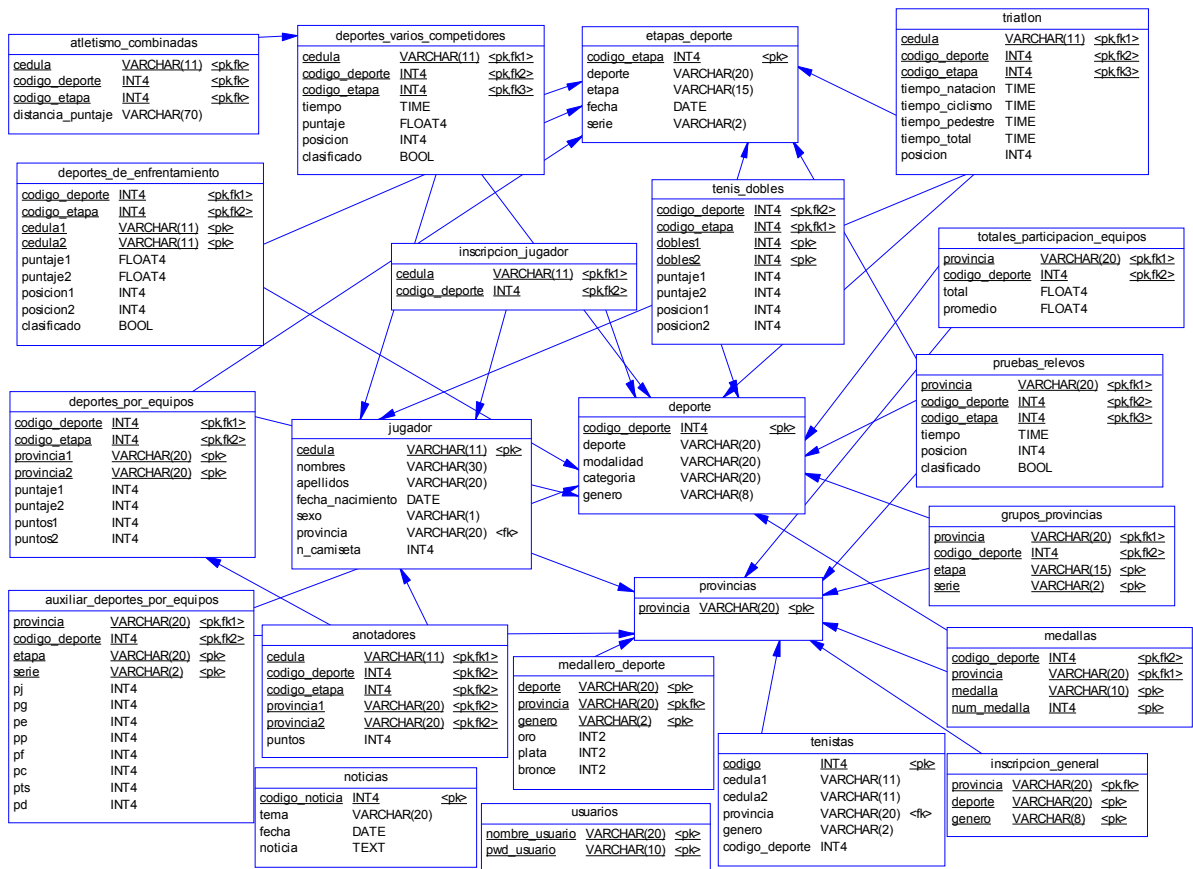 atletismo_combinadas
cedula VARCHAR(11) <pk,fk>
codigo_deporte INT4 <pk,fk>
codigo_etapa INT4 <pk,fk>
distancia_puntaje VARCHAR(70)
deportes_varios_competidores
cedula VARCHAR(11) <pk,fk1>
codigo_deporte INT4 <pk,fk2>
codigo_etapa INT4 <pk,fk3>
tiempo TIME
puntaje FLOAT4
posicion INT4
clasificado BOOL
etapas_deporte
codigo_etapa INT4 <pk>
deporte VARCHAR(20)
etapa VARCHAR(15)
fecha DATE
serie VARCHAR(2)
triatlon
cedula VARCHAR(11) <pk,fk1>
codigo_deporte INT4 <pk,fk2>
codigo_etapa INT4 <pk,fk3>
tiempo_natacion TIME
tiempo_ciclismo TIME
tiempo_pedestre TIME
tiempo_total TIME
posicion INT4
deportes_de_enfrentamiento
codigo_deporte INT4 <pk,fk1>
codigo_etapa INT4 <pk,fk2>
cedula1 VARCHAR(11) <pk>
cedula2 VARCHAR(11) <pk>
puntaje1 FLOAT4
puntaje2 FLOAT4
posicion1 INT4
posicion2 INT4
clasificado BOOL
inscripcion_jugador
cedula VARCHAR(11) <pk,fk1>
codigo_deporte INT4 <pk,fk2>
tenis_dobles
codigo_deporte INT4 <pk,fk2>
codigo_etapa INT4 <pk,fk1>
dobles1 INT4 <pk>
dobles2 INT4 <pk>
puntaje1 INT4
puntaje2 INT4
posicion1 INT4
posicion2 INT4
totales_participacion_equipos
provincia VARCHAR(20) <pk,fk1>
codigo_deporte INT4 <pk,fk2>
total FLOAT4
promedio FLOAT4
pruebas_relevos
provincia VARCHAR(20) <pk,fk1>
codigo_deporte INT4 <pk,fk2>
codigo_etapa INT4 <pk,fk3>
tiempo TIME
posicion INT4
clasificado BOOL
deportes_por_equipos
codigo_deporte INT4 <pk,fk1>
codigo_etapa INT4 <pk,fk2>
provincia1 VARCHAR(20) <pk>
provincia2 VARCHAR(20) <pk>
puntaje1 INT4
puntaje2 INT4
puntos1 INT4
puntos2 INT4
jugador
cedula VARCHAR(11) <pk>
nombres VARCHAR(30)
apellidos VARCHAR(20)
fecha_nacimiento DATE
sexo VARCHAR(1)
provincia VARCHAR(20) <fk>
n_camiseta INT4
deporte
codigo_deporte INT4 <pk>
deporte VARCHAR(20)
modalidad VARCHAR(20)
categoria VARCHAR(20)
genero VARCHAR(8)
grupos_provincias
provincia VARCHAR(20) <pk,fk1>
codigo_deporte INT4 <pk,fk2>
etapa VARCHAR(15) <pk>
serie VARCHAR(2) <pk>
provincias
provincia VARCHAR(20) <pk>
auxiliar_deportes_por_equipos
provincia VARCHAR(20) <pk,fk1>
codigo_deporte INT4 <pk,fk2>
etapa VARCHAR(20) <pk>
serie VARCHAR(2) <pk>
pj INT4
pg INT4
pe INT4
pp INT4
pf INT4
pc INT4
pts INT4
pd INT4
anotadores
cedula VARCHAR(11) <pk,fk1>
codigo_deporte INT4 <pk,fk2>
codigo_etapa INT4 <pk,fk2>
provincia1 VARCHAR(20) <pk,fk2>
provincia2 VARCHAR(20) <pk,fk2>
puntos INT4
medallero_deporte
deporte VARCHAR(20) <pk>
provincia VARCHAR(20) <pk,fk>
genero VARCHAR(2) <pk>
oro INT2
plata INT2
bronce INT2
medallas
codigo_deporte INT4 <pk,fk2>
provincia VARCHAR(20) <pk,fk1>
medalla VARCHAR(10) <pk>
num_medalla INT4 <pk>
tenistas
codigo INT4 <pk>
cedula1 VARCHAR(11)
cedula2 VARCHAR(11)
provincia VARCHAR(20) <fk>
genero VARCHAR(2)
codigo_deporte INT4
inscripcion_general
provincia VARCHAR(20) <pk,fk>
deporte VARCHAR(20) <pk>
genero VARCHAR(8) <pk>
noticias
codigo_noticia INT4 <pk>
tema VARCHAR(20)
fecha DATE
noticia TEXT
usuarios
nombre_usuario VARCHAR(20) <pk>
pwd_usuario VARCHAR(10) <pk>